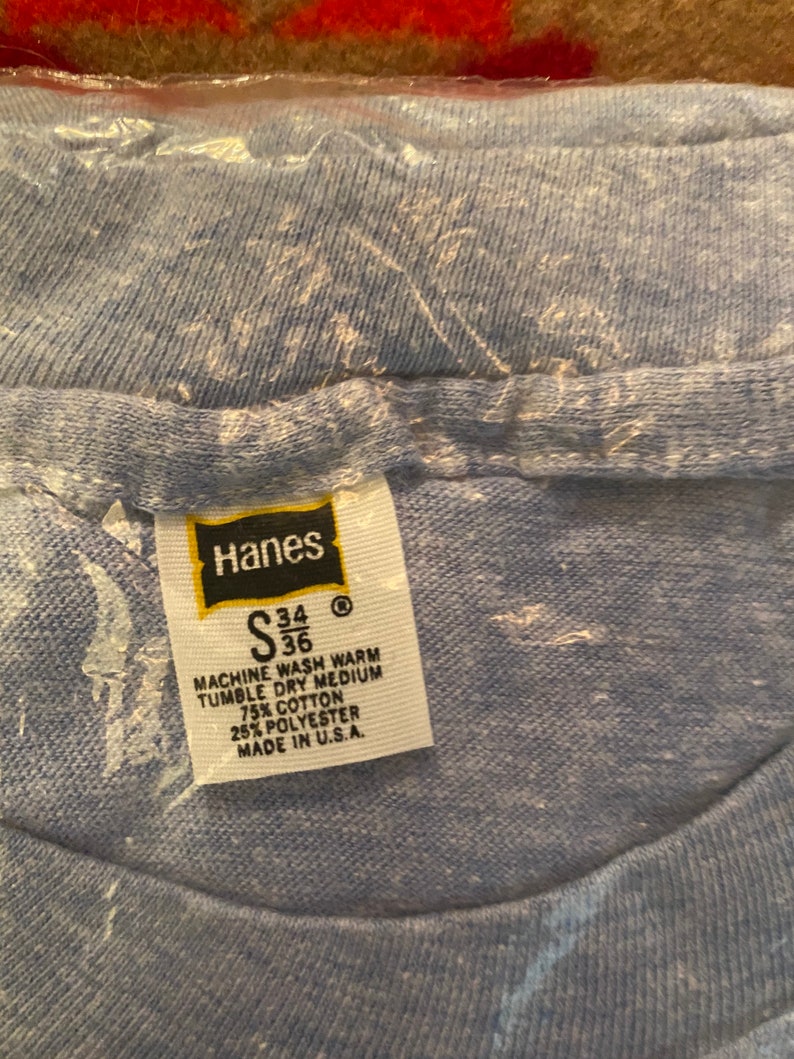 Hanes
®
S 34/36
MACHINE WASH WARM
TUMBLE DRY MEDIUM
75% COTTON
25% POLYESTER
MADE IN U.S.A.